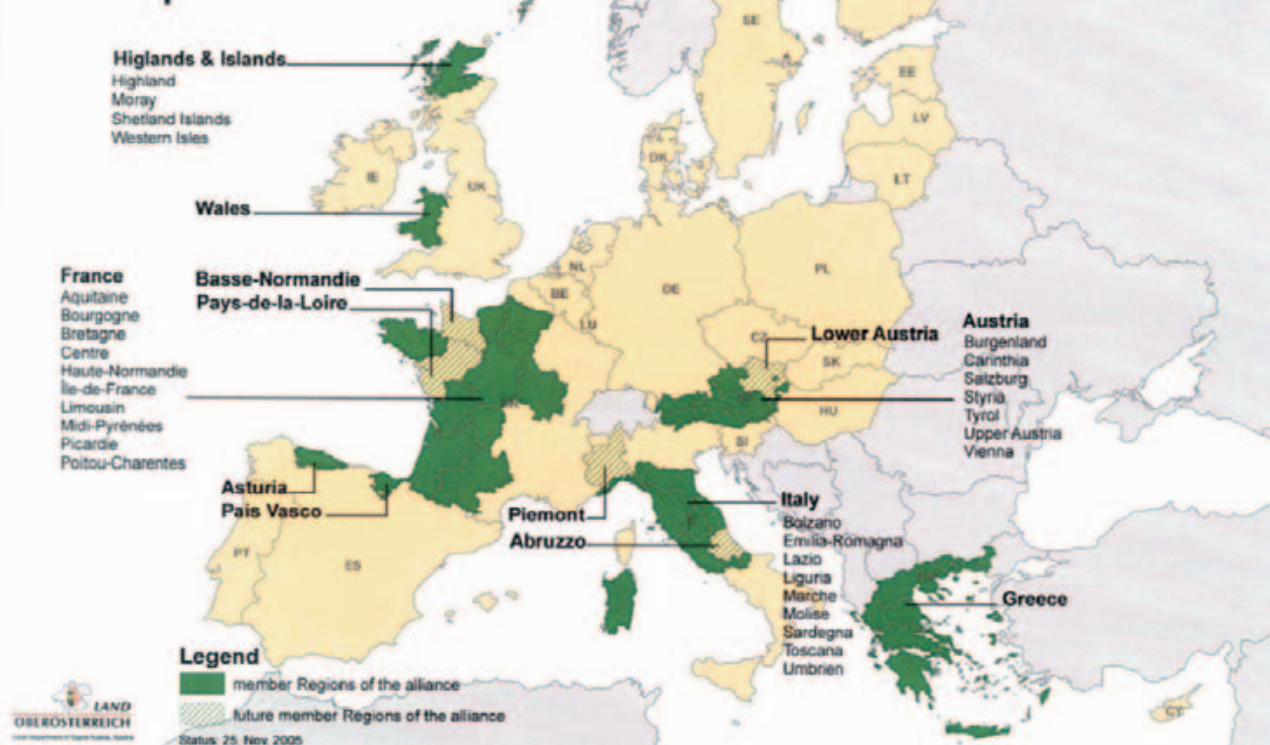 Higlands & Islands
Highland
Moray
Shetland Islands
Western Isles
Wales
France
Aquitaine
Bourgogne
Bretagne
Centre
Haute-Normandie
Île-de-France
Limousin
Midi-Pyrénées
Picardie
Poitou-Charentes
Basse-Normandie
Pays-de-la-Loire
Lower Austria
Austria
Burgenland
Carinthia
Salzburg
Styria
Tyrol
Upper Austria
Vienna
Asturia
Pais Vasco
Piemont
Abruzzo
Italy
Bolzano
Emilia-Romagna
Lazio
Liguria
Marche
Molise
Sardegna
Toscana
Umbrien
Greece
SE
EE
LV
LT
DK
IE
UK
NL
BE
LU
DE
PL
CZ
SK
HU
SI
PT
ES
CY
Legend
member Regions of the alliance
future member Regions of the alliance
Status: 25. Nov. 2005
LAND
OBERÖSTERREICH